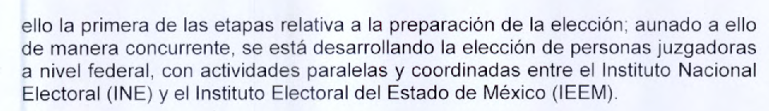 ello la primera de las etapas relativa a la preparación de la elección; aunado a ello
de manera concurrente, se está desarrollando la elección de personas juzgadoras
a nivel federal, con actividades paralelas y coordinadas entre el Instituto Nacional
Electoral (INE) y el Instituto Electoral del Estado de México (IEEM).